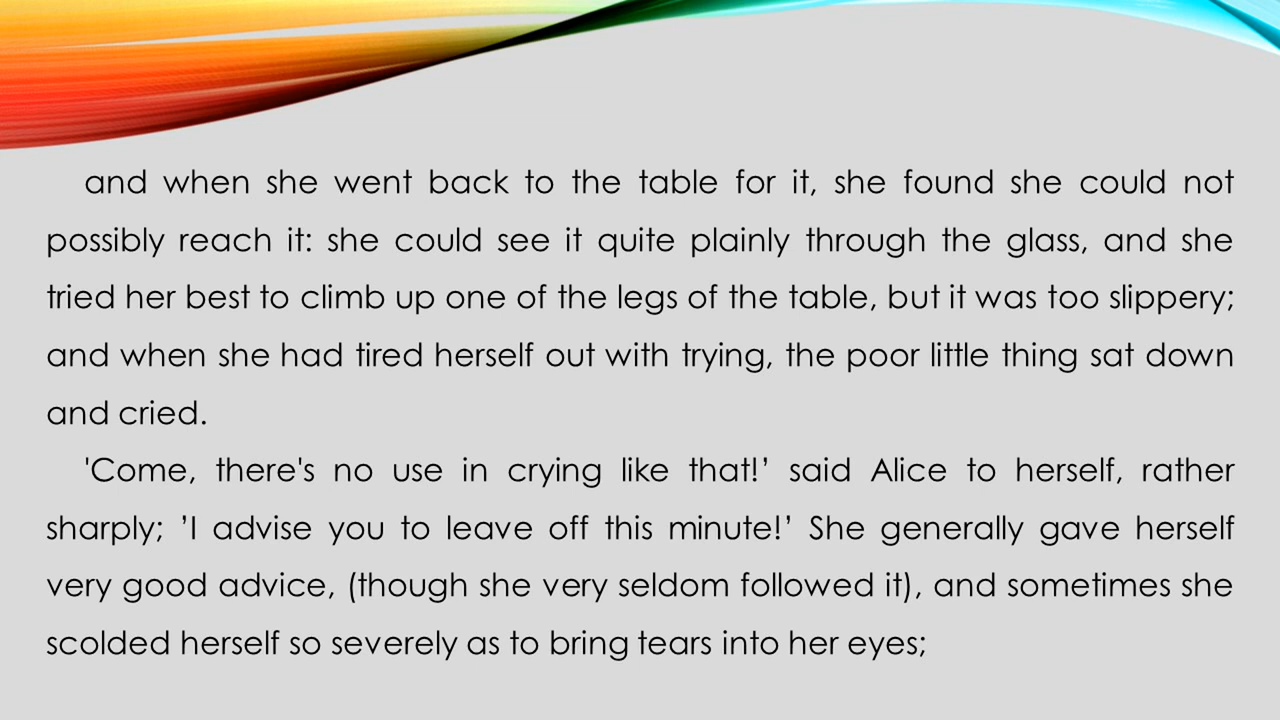 and when she went back to the table for it, she found she could not
possibly reach it: she could see it quite plainly through the glass, and she
tried her best to climb up one of the legs of the table, but it was too slippery;
and when she had tired herself out with trying, the poor little thing sat down
and cried.
'Come, there's no use in crying like that!’ said Alice to herself, rather
sharply; ’I advise you to leave off this minute!’ She generally gave herself
very good advice, (though she very seldom followed it), and sometimes she
scolded herself so severely as to bring tears into her eyes;